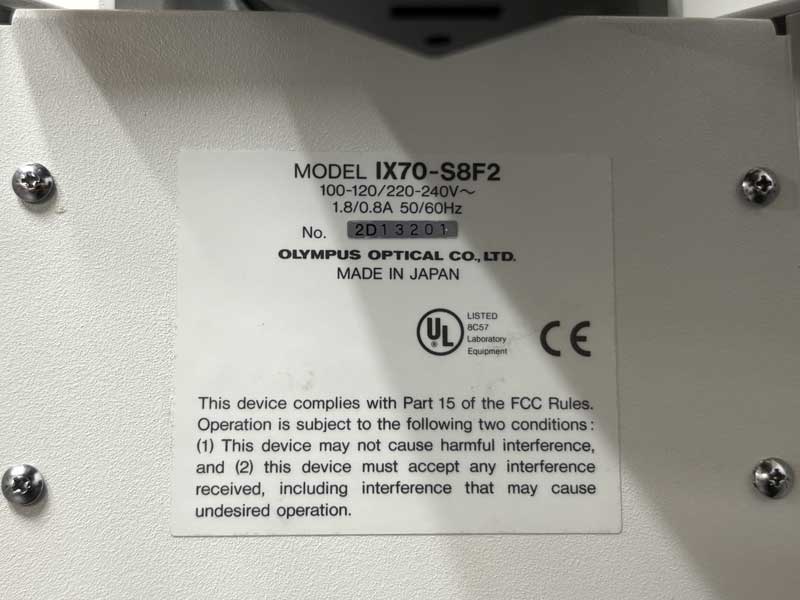 MODEL IX70-S8F2
100-120/220-240V～
1.8/0.8A 50/60Hz
No. 2D13201
OLYMPUS OPTICAL CO., LTD.
MADE IN JAPAN
UL ®
LISTED
8C57
Laboratory
Equipment
CE
This device complies with Part 15 of the FCC Rules.
Operation is subject to the following two conditions:
(1) This device may not cause harmful interference,
and (2) this device must accept any interference
received, including interference that may cause
undesired operation.